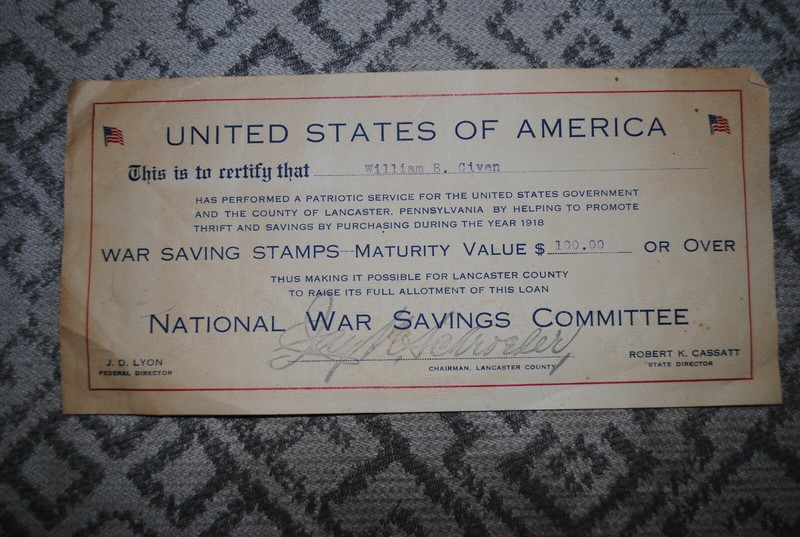 UNITED STATES OF AMERICA
This is to certify that William B. Given
HAS PERFORMED A PATRIOTIC SERVICE FOR THE UNITED STATES GOVERNMENT
AND THE COUNTY OF LANCASTER, PENNSYLVANIA BY HELPING TO PROMOTE
THRIFT AND SAVINGS BY PURCHASING DURING THE YEAR 1918
WAR SAVING STAMPS—MATURITY VALUE $ 100.00 OR OVER
THUS MAKING IT POSSIBLE FOR LANCASTER COUNTY
TO RAISE ITS FULL ALLOTMENT OF THIS LOAN
NATIONAL WAR SAVINGS COMMITTEE
Schroeder
J. D. LYON
FEDERAL DIRECTOR
CHAIRMAN, LANCASTER COUNTY
ROBERT K. CASSATT
STATE DIRECTOR